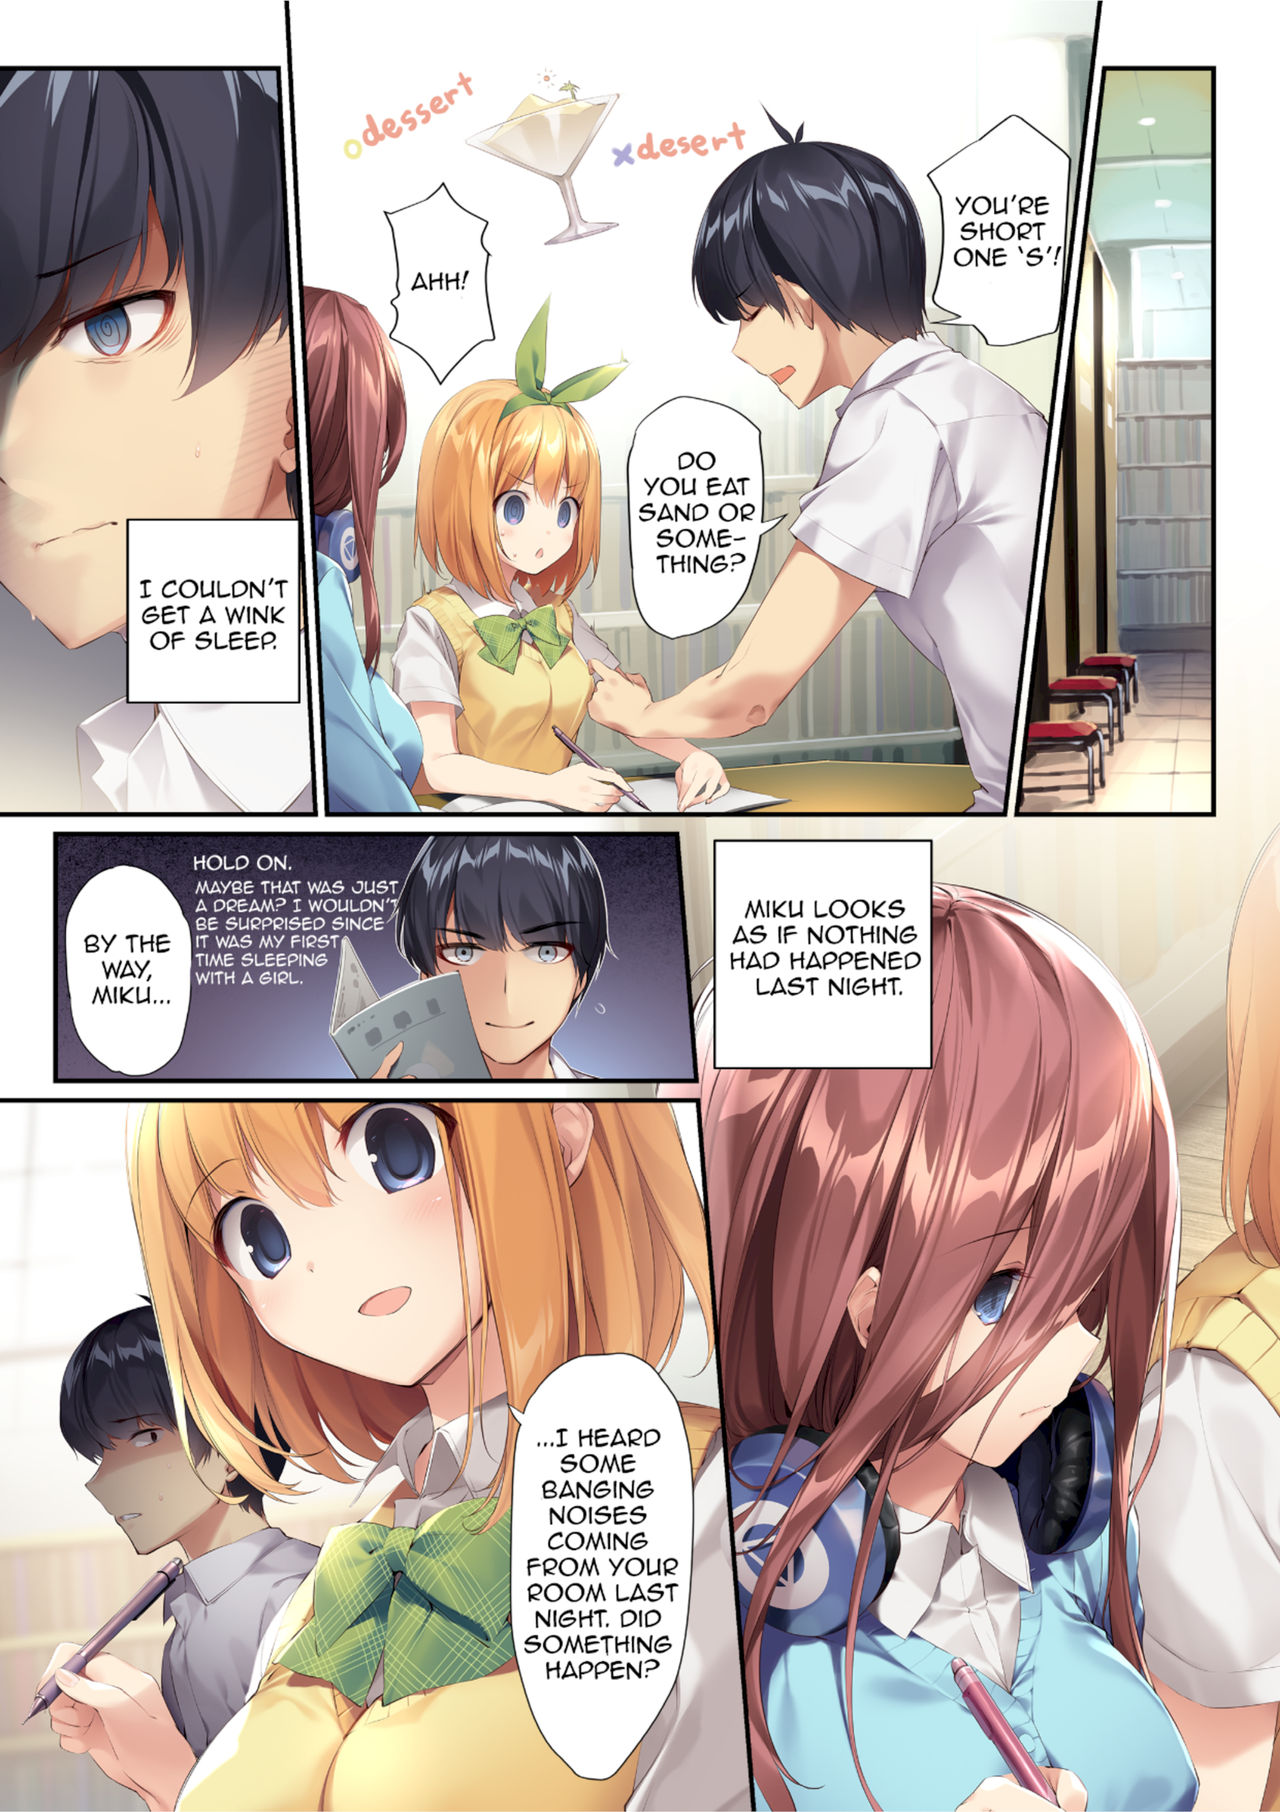 YOU'RE
SHORT
ONE 'S'!
dessert
desert
AHH!
DO
YOU EAT
SAND OR
SOME-
THING?
I COULDN'T
GET A WINK
OF SLEEP.
MIKU LOOKS
AS IF NOTHING
HAD HAPPENED
LAST NIGHT.
HOLD ON.
MAYBE THAT WAS JUST
A DREAM? I WOULDN'T
BE SURPRISED SINCE
IT WAS MY FIRST
TIME SLEEPING
WITH A GIRL.
BY THE
WAY,
MIKU...
...I HEARD
SOME
BANGING
NOISES
COMING
FROM YOUR
ROOM LAST
NIGHT. DID
SOMETHING
HAPPEN?